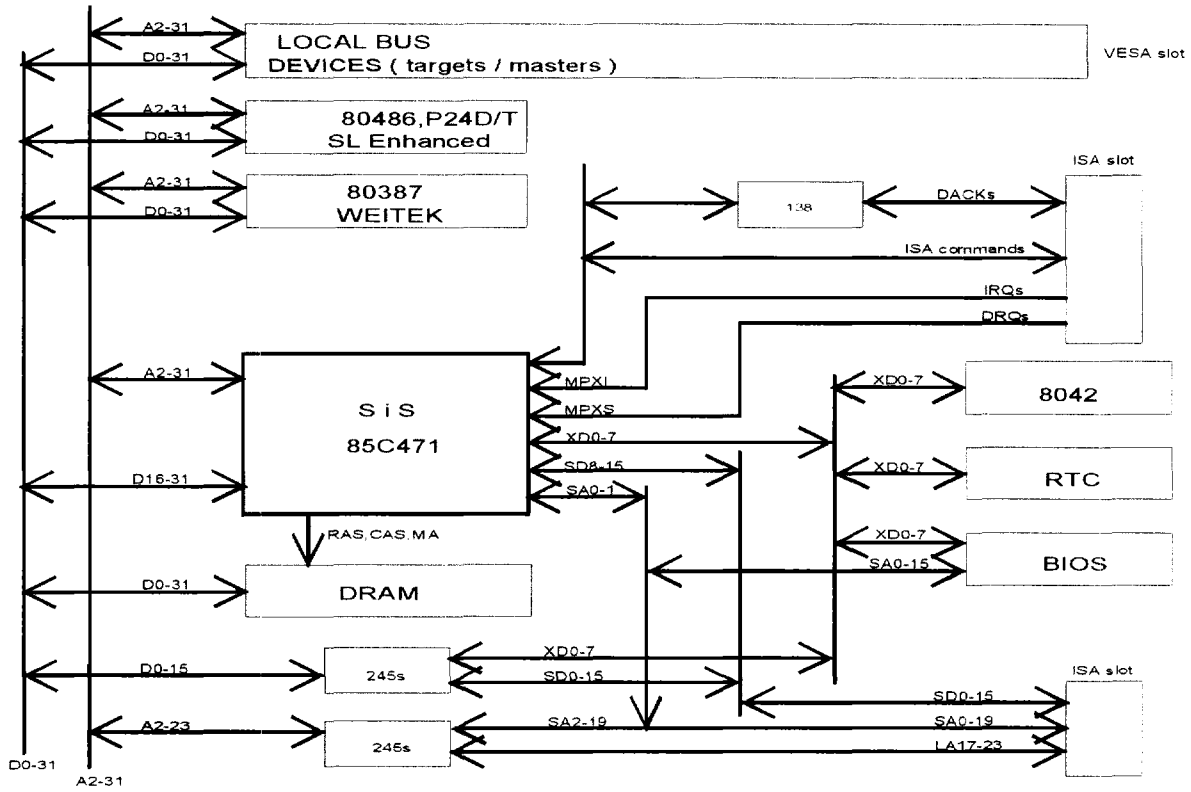 A2-31
LOCAL BUS
D0-31
DEVICES ( targets / masters )
VESA slot
A2-31
80486,P24D/T
D0-31
SL Enhanced
A2-31
80387
D0-31
WEITEK
ISA slot
138
DACKs
ISA commands
IRQs
DRQs
A2-31
SiS
85C471
D16-31
MPXI
MPXS
XD0-7
SD8-15
SA0-1
XD0-7
8042
XD0-7
RTC
XD0-7
SA0-15
BIOS
RAS,CAS,MA
D0-31
DRAM
D0-15
245s
XD0-7
SD0-15
ISA slot
SD0-15
A2-23
245s
SA2-19
SA0-19
LA17-23
D0-31
A2-31